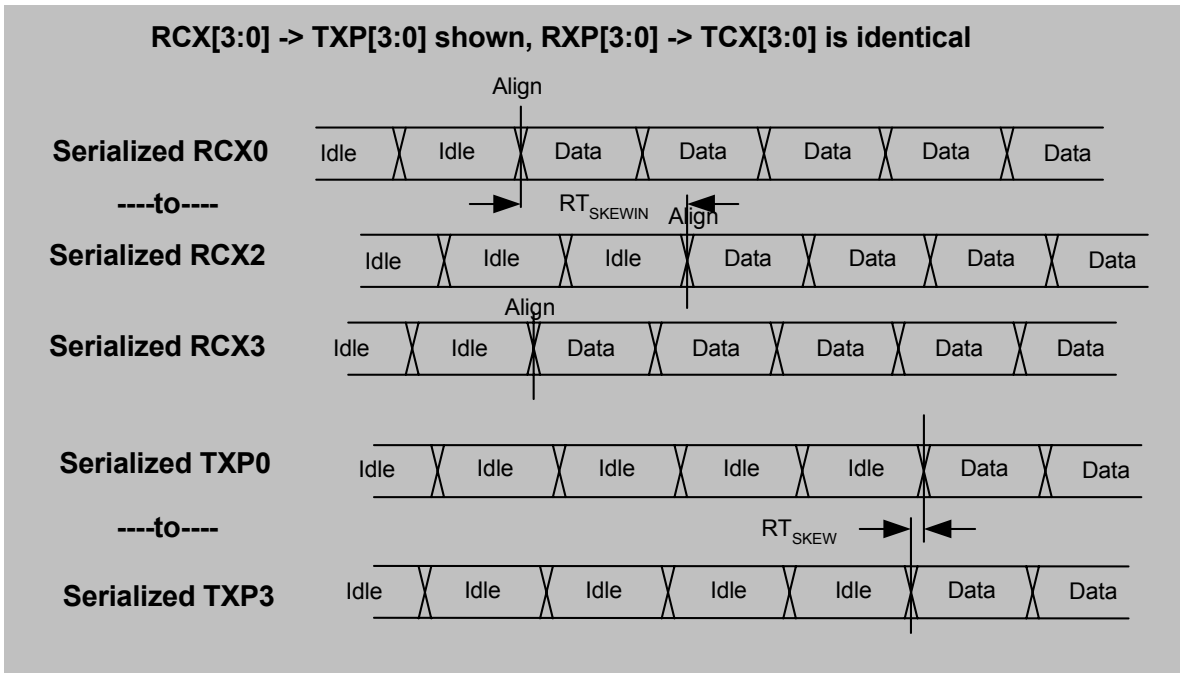 RCX[3:0] -> TXP[3:0] shown, RXP[3:0] -> TCX[3:0] is identical
Align
Serialized RCX0 Idle Idle Data Data Data Data Data
----to---- RTSKEWIN Align
Serialized RCX2 Idle Idle Idle Data Data Data Data
Align
Serialized RCX3 Idle Idle Data Data Data Data Data
Serialized TXP0 Idle Idle Idle Idle Idle Data Data
----to---- RTSKEW
Serialized TXP3 Idle Idle Idle Idle Idle Data Data